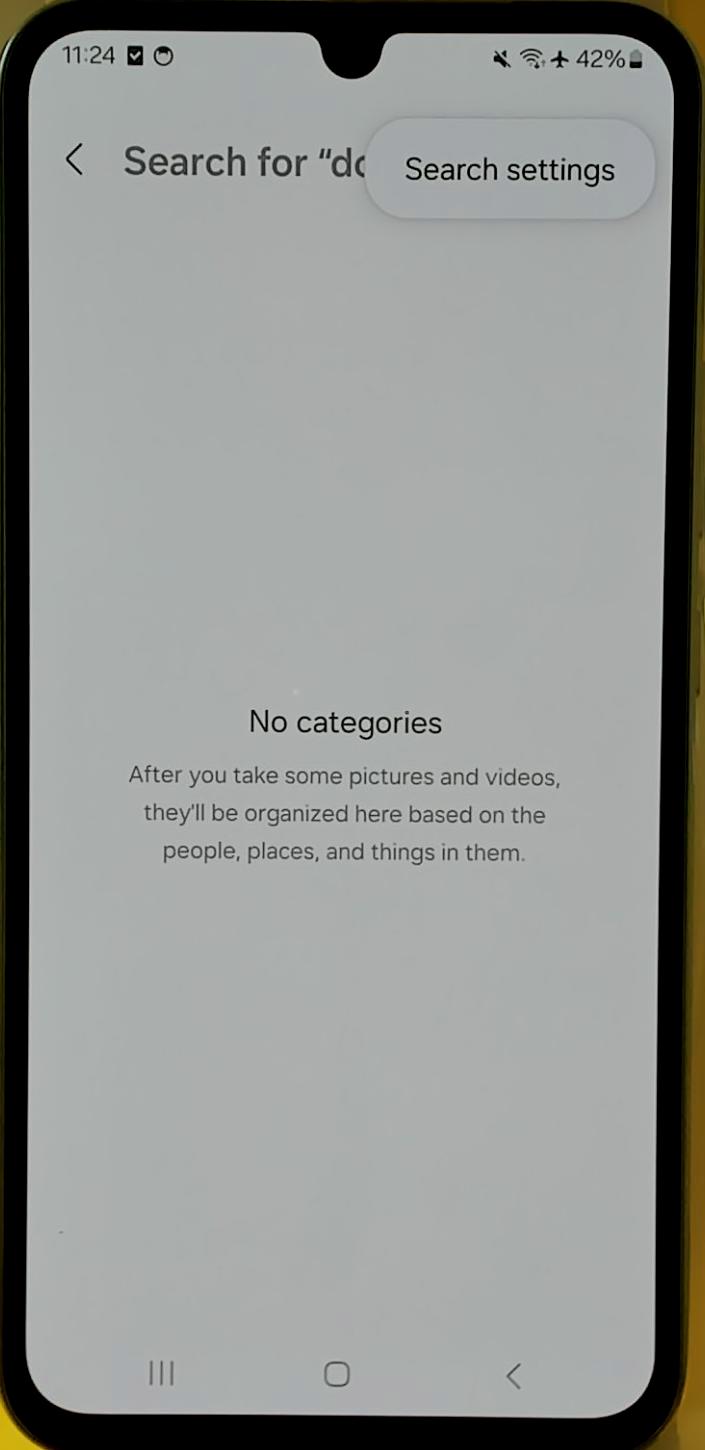 11:24
42%
Search for "do
Search settings
No categories
After you take some pictures and videos,
they'll be organized here based on the
people, places, and things in them.